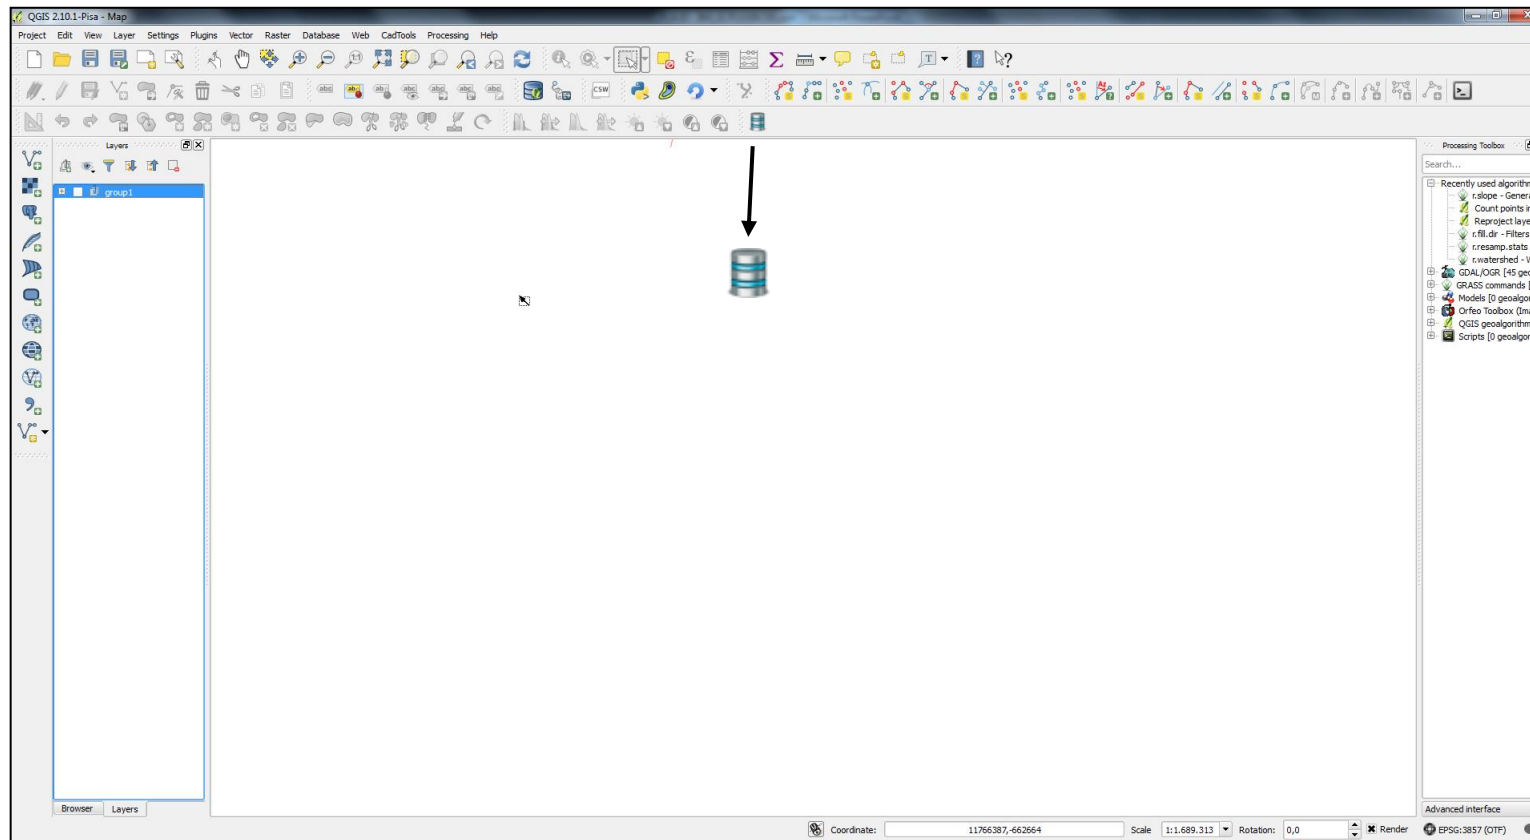 QGIS 2.10.1-Pisa - Map
Project Edit View Layer Settings Plugins Vector Raster Database Web CadTools Processing Help
CSW
Layers
group1
Processing Toolbox
Search...
Recently used algorithm
r.slope - Genera
Count points in
Reproject laye
r.fill.dir - Filters
r.resamp.stats
r.watershed - W
GDAL/OGR [45 geo
GRASS commands [
Models [0 geoalgor
Orfeo Toolbox (Ima
QGIS geoalgorithm
Scripts [0 geoalgor
Browser Layers
Advanced interface
Coordinate: 11766387,-662664 Scale 1:1.689.313 Rotation: 0,0 Render EPSG:3857 (OTF)